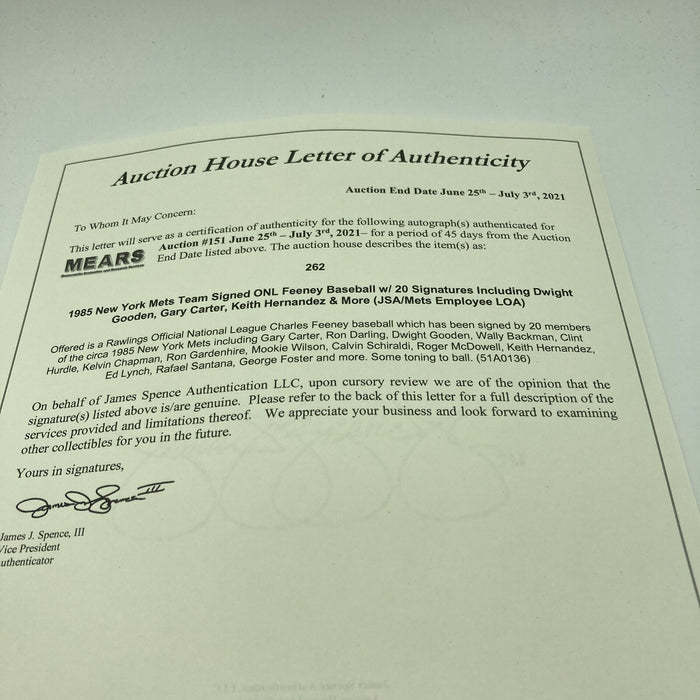 Auction House Letter of Authenticity
Auction End Date June 25th – July 3rd, 2021
To Whom It May Concern:
This letter will serve as a certification of authenticity for the following autograph(s) authenticated for
MEARS Auction #151 June 25th – July 3rd, 2021– for a period of 45 days from the Auction
End Date listed above. The auction house describes the item(s) as:
262
1985 New York Mets Team Signed ONL Feeney Baseball w/ 20 Signatures Including Dwight
Gooden, Gary Carter, Keith Hernandez & More (JSA/Mets Employee LOA)
Offered is a Rawlings Official National League Charles Feeney baseball which has been signed by 20 members
of the circa 1985 New York Mets including Gary Carter, Ron Darling, Dwight Gooden, Wally Backman, Clint
Hurdle, Kelvin Chapman, Ron Gardenhire, Mookie Wilson, Calvin Schiraldi, Roger McDowell, Keith Hernandez,
Ed Lynch, Rafael Santana, George Foster and more. Some toning to ball. (51A0136)
On behalf of James Spence Authentication LLC, upon cursory review we are of the opinion that the
signature(s) listed above is/are genuine. Please refer to the back of this letter for a full description of the
services provided and limitations thereof. We appreciate your business and look forward to examining
other collectibles for you in the future.
Yours in signatures,
James J. Spence III
James J. Spence, III
Vice President
uthenticator